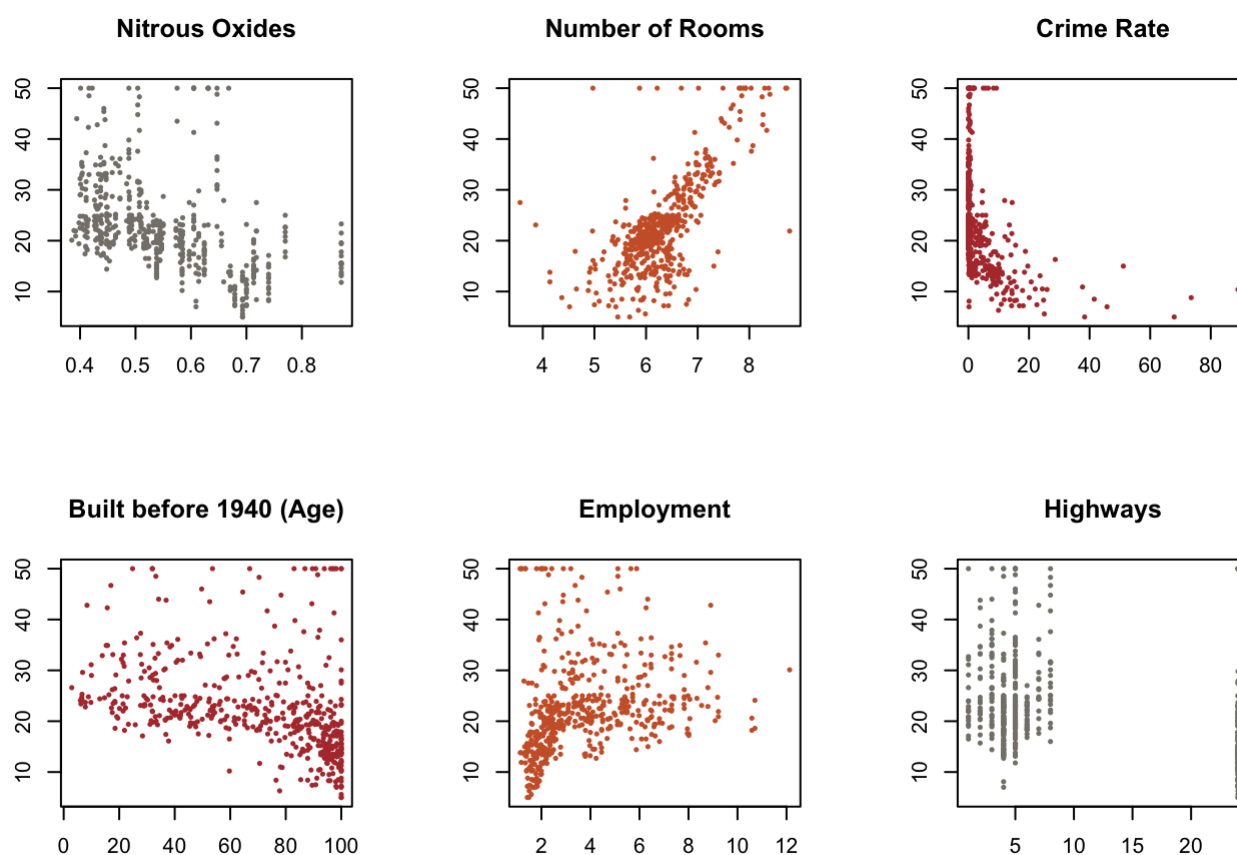 Nitrous Oxides
Number of Rooms
Crime Rate
50
40
30
20
10
0.4 0.5 0.6 0.7 0.8
50
40
30
20
10
4 5 6 7 8
50
40
30
20
10
0 20 40 60 80
Built before 1940 (Age)
Employment
Highways
50
40
30
20
10
0 20 40 60 80 100
50
40
30
20
10
2 4 6 8 10 12
50
40
30
20
10
5 10 15 20